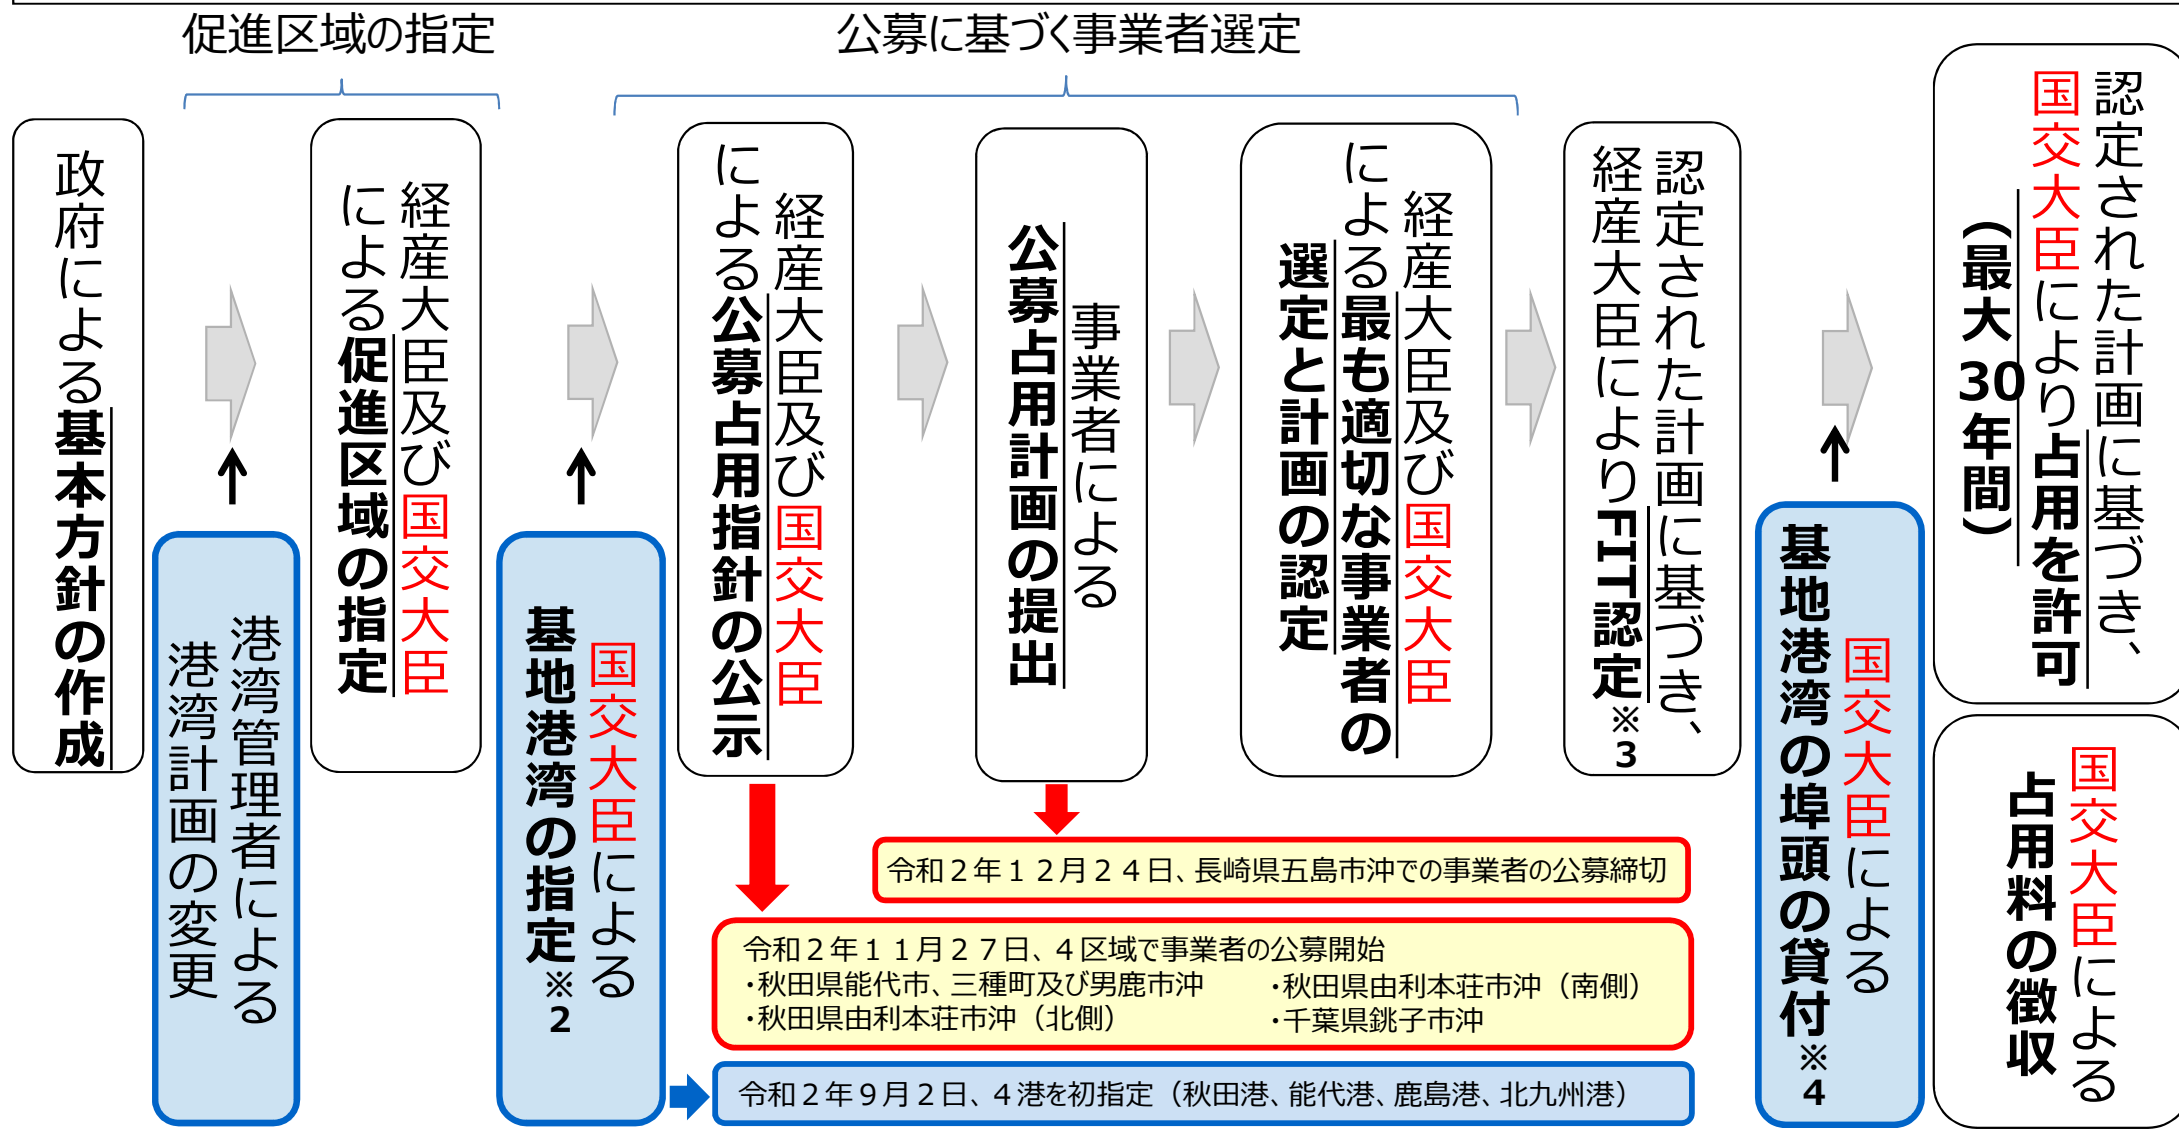 促進区域の指定
公募に基づく事業者選定
政府による基本方針の作成
港湾管理者による
港湾計画の変更
経産大臣及び国交大臣
による促進区域の指定
国交大臣による
基地港湾の指定※2
経産大臣及び国交大臣
による公募占用指針の公示
事業者による
公募占用計画の提出
経産大臣及び国交大臣
による最も適切な事業者の
選定と計画の認定
認定された計画に基づき、
経産大臣によりFIT認定※3
国交大臣による
基地港湾の埠頭の貸付※4
認定された計画に基づき、
国交大臣により占用を許可
（最大30年間）
国交大臣による
占用料の徴収
令和２年１２月２４日、長崎県五島市沖での事業者の公募締切
令和２年１１月２７日、４区域で事業者の公募開始
・秋田県能代市、三種町及び男鹿市沖
・秋田県由利本荘市沖（南側）
・秋田県由利本荘市沖（北側）
・千葉県銚子市沖
令和２年９月２日、４港を初指定（秋田港、能代港、鹿島港、北九州港）